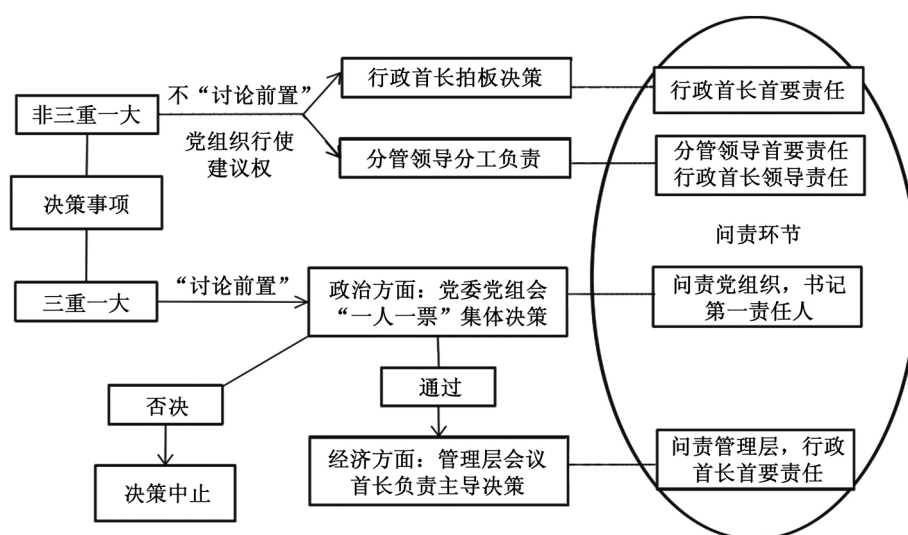 行政首长拍板决策
行政首长首要责任
不“讨论前置”
非三重一大
党组织行使
建议权
分管领导分工负责
分管领导首要责任
行政首长领导责任
决策事项
问责环节
“讨论前置”
三重一大
政治方面：党委党组会
“一人一票”集体决策
问责党组织，书记
第一责任人
通过
否决
经济方面：管理层会议
首长负责主导决策
问责管理层，行政
首长首要责任
决策中止